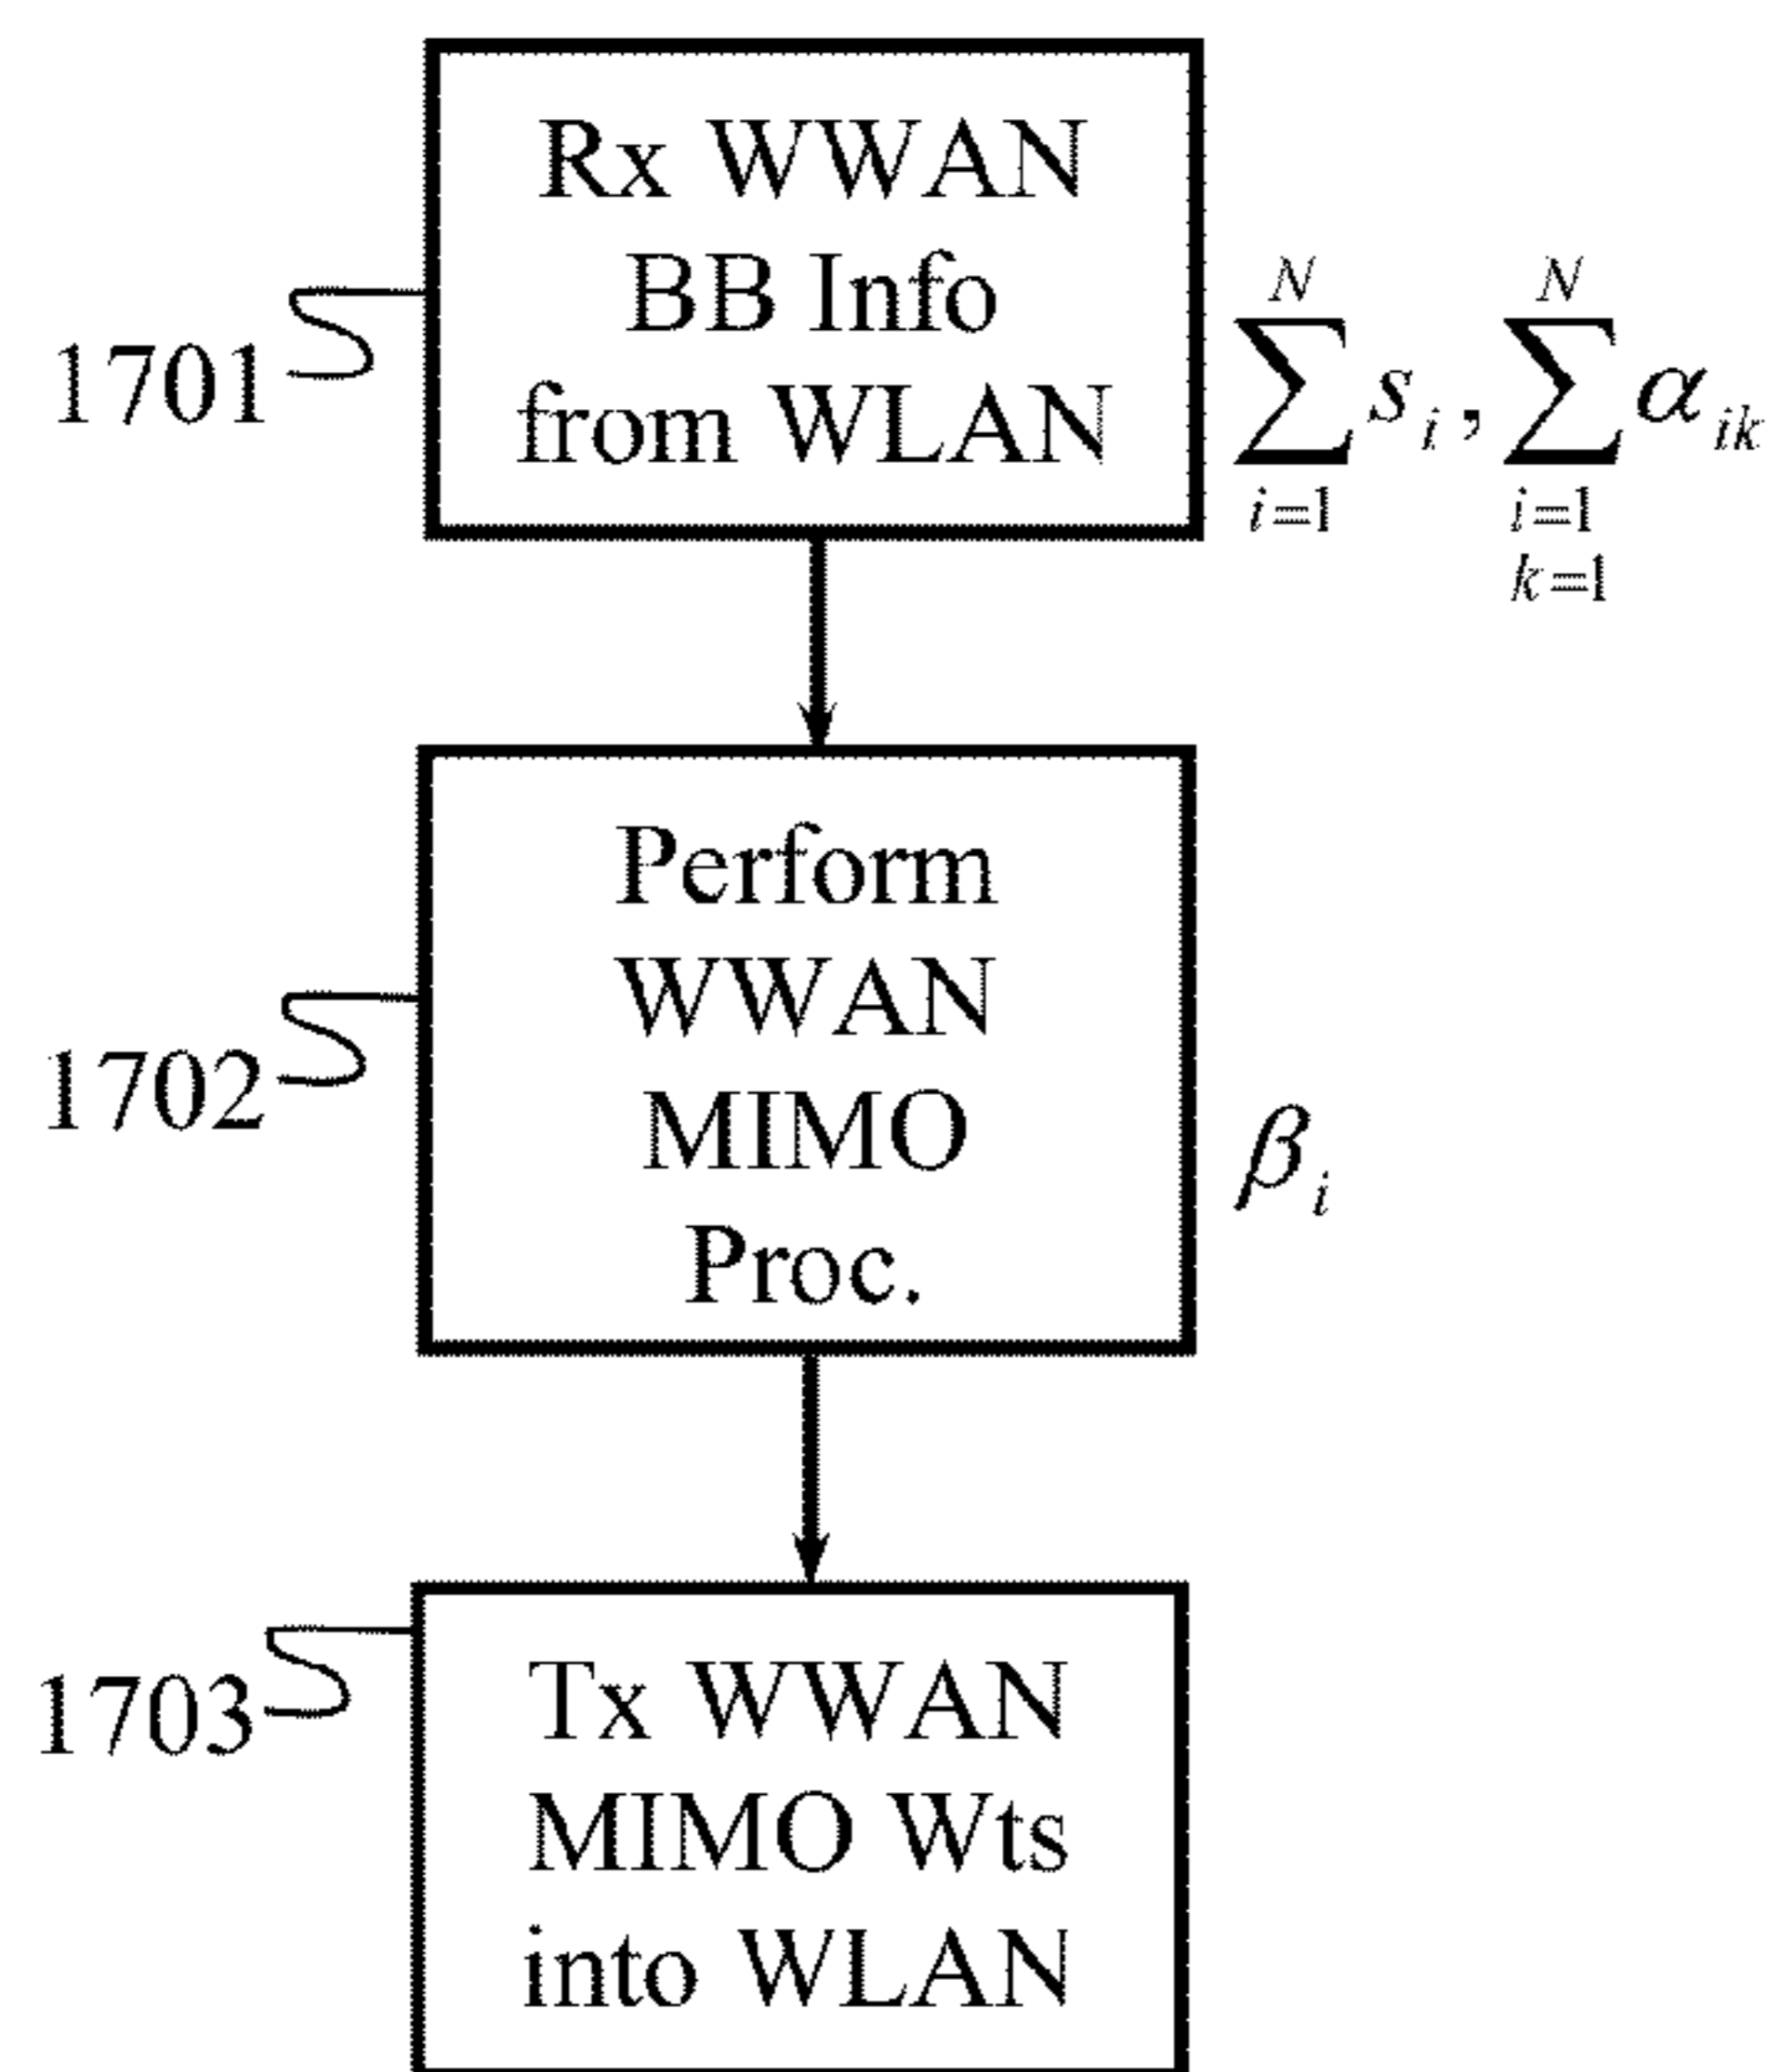 Rx WWAN
BB Info
from WLAN
1701
N N
∑ s_i , ∑ α_ik
i=1 i=1
k=1
Perform
WWAN
MIMO
Proc.
1702
β_i
Tx WWAN
MIMO Wts
into WLAN
1703